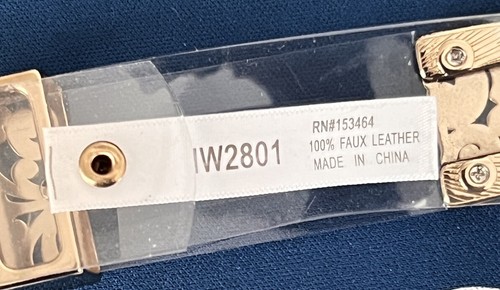 IW2801
RN#153464
100% FAUX LEATHER
MADE IN CHINA